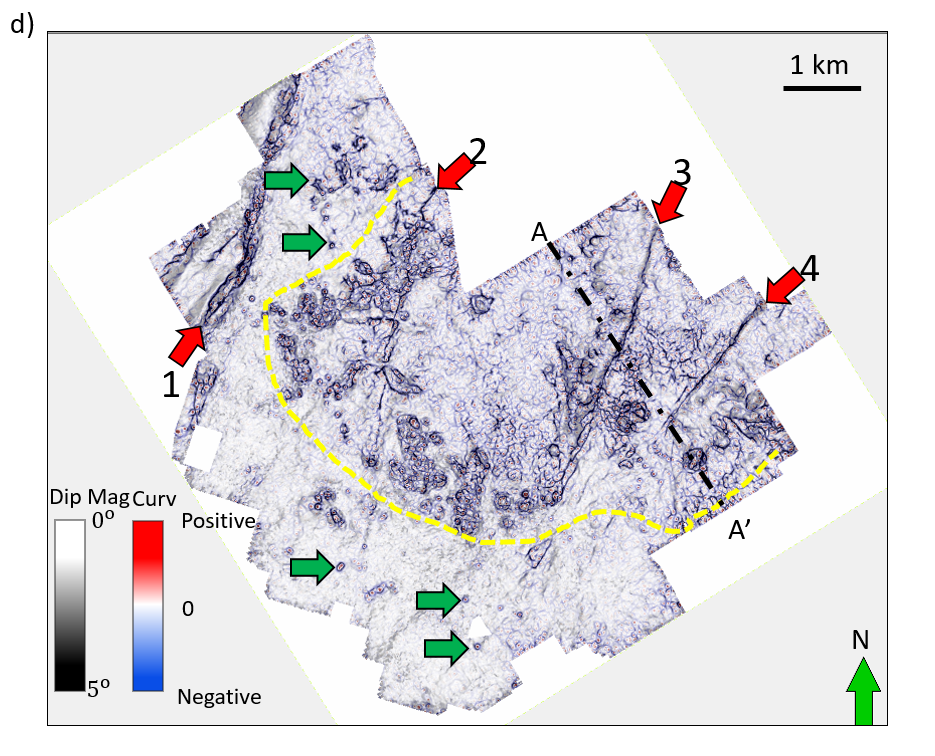 d)
1 km
2
3
A
4
1
Dip Mag Curv
0°
Positive
A'
0
N
5°
Negative